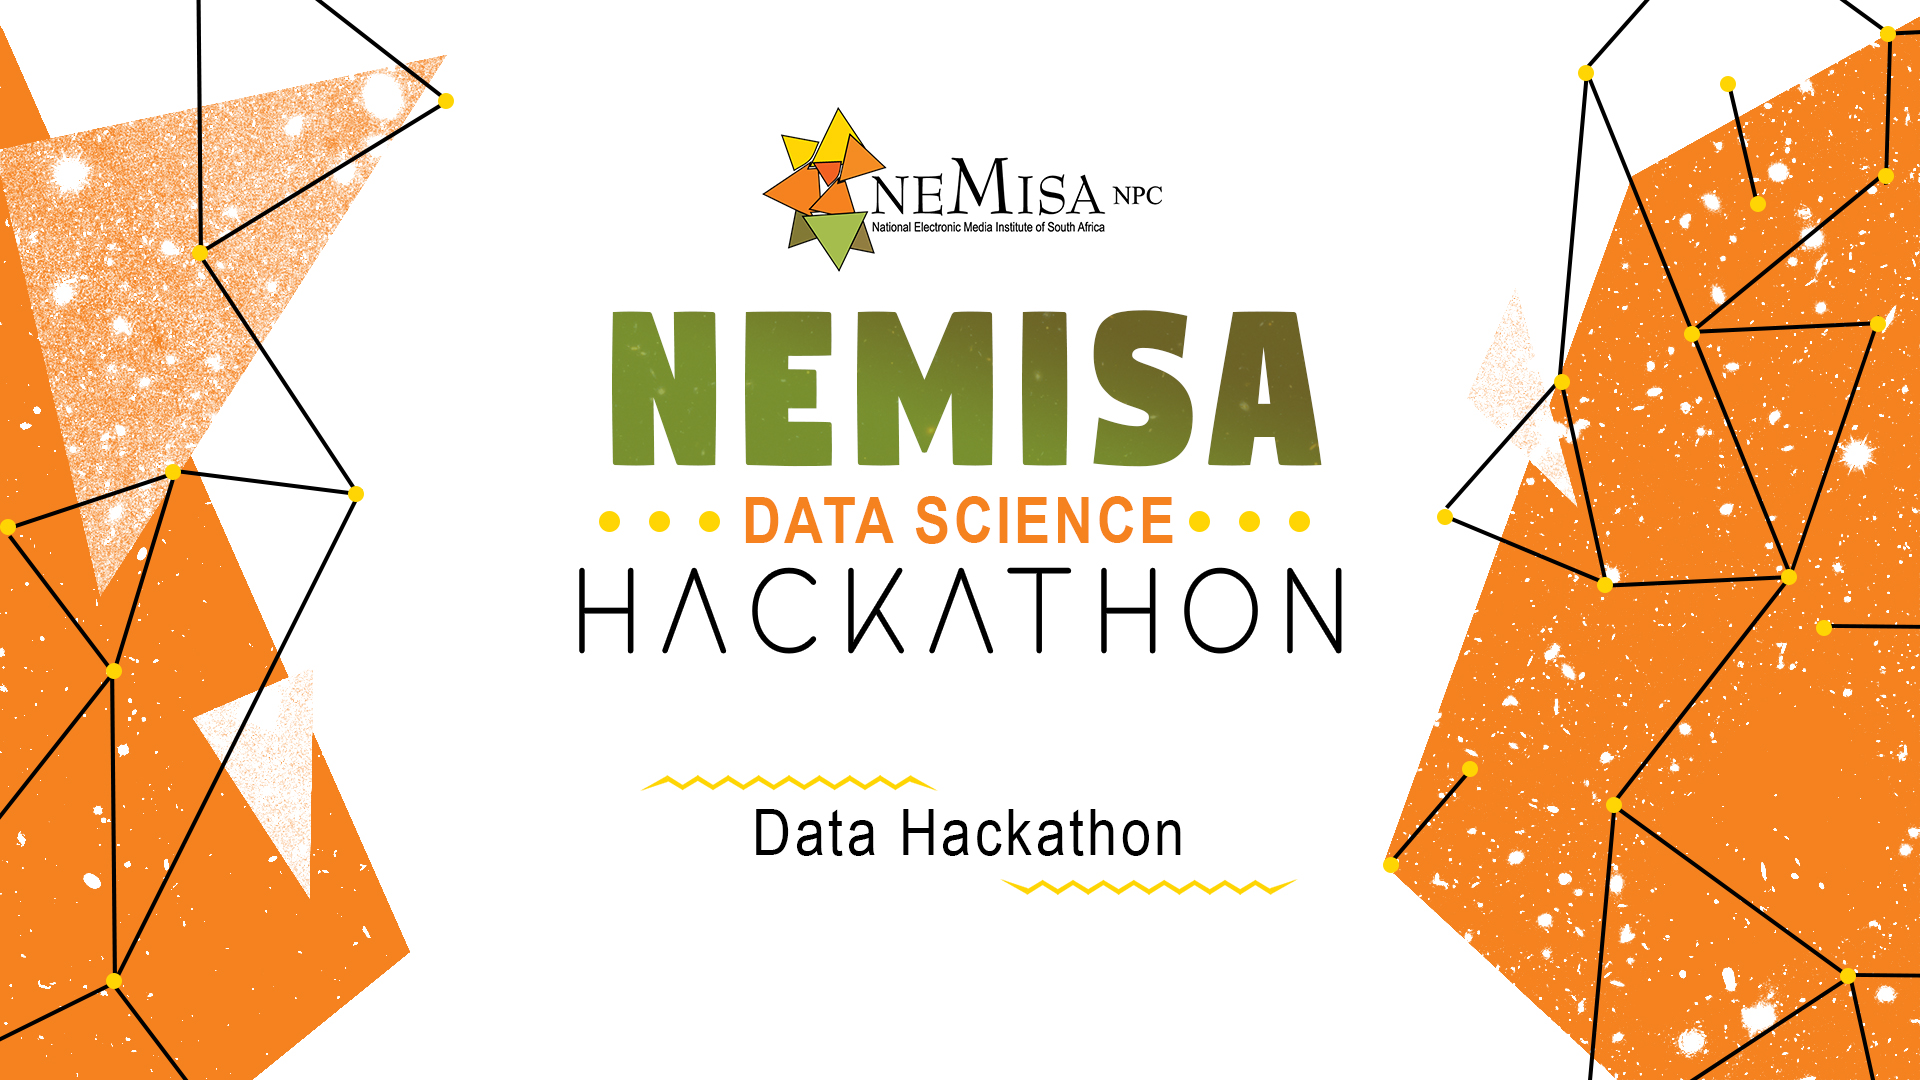 NEMISA NPC
National Electronic Media Institute of South Africa
NEMISA
DATA SCIENCE
HACKATHON
Data Hackathon